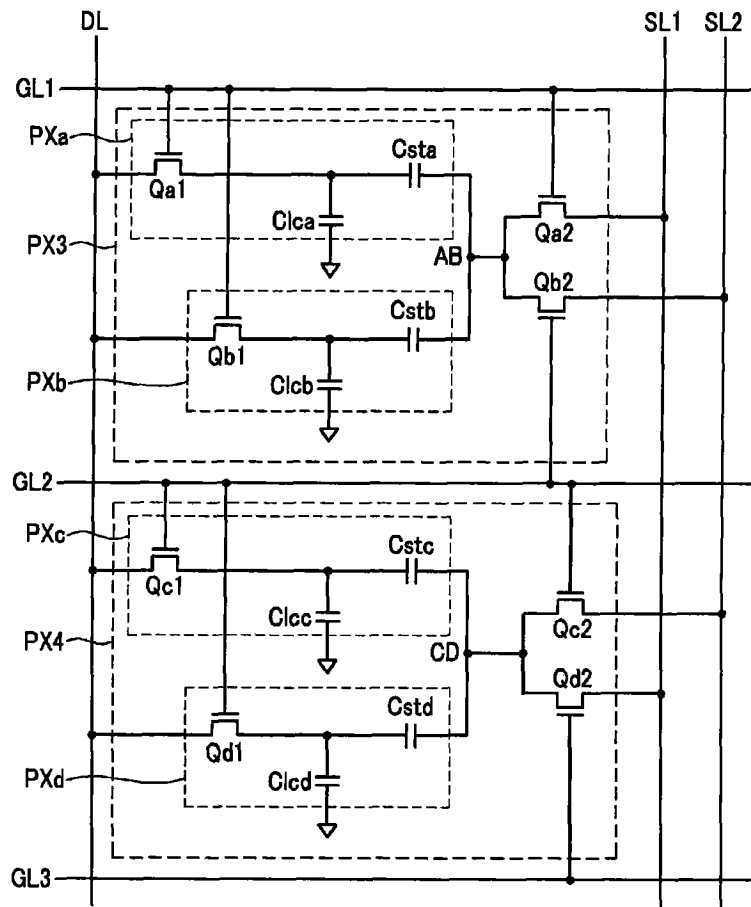 DL
SL1 SL2
GL1
PXa
Csta
Qa1
Clca
Qa2
PX3
AB
Qb2
Cstb
Qb1
Clcb
PXb
GL2
PXc
Cstc
Qc1
Clcc
Qc2
PX4
CD
Qd2
Cstd
Qd1
Clcd
PXd
GL3